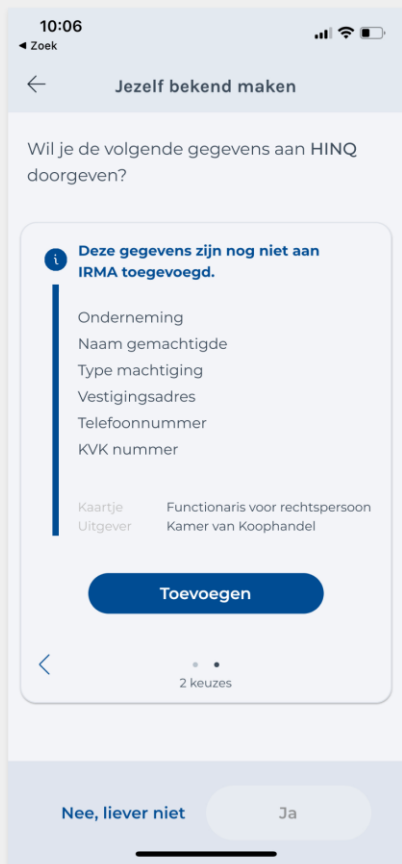 10:06
◀ Zoek
Jezelf bekend maken
Wil je de volgende gegevens aan HINQ
doorgeven?
Deze gegevens zijn nog niet aan
IRMA toegevoegd.
Onderneming
Naam gemachtigde
Type machtiging
Vestigingsadres
Telefoonnummer
KVK nummer
Kaartje Functionaris voor rechtspersoon
Uitgever Kamer van Koophandel
Toevoegen
2 keuzes
Nee, liever niet Ja